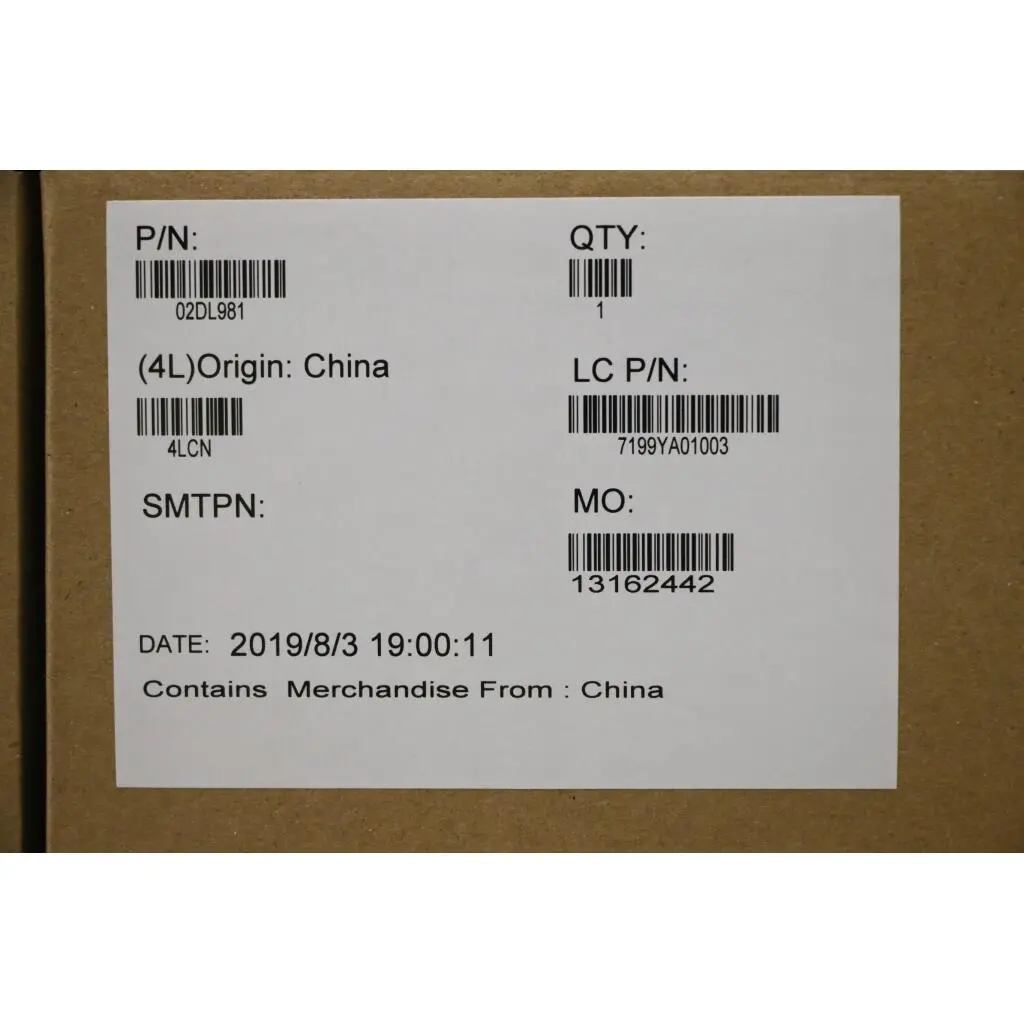 P/N:
02DL981
QTY:
1
(4L)Origin: China
4LCN
LC P/N:
7199YA01003
SMTPN:
MO:
13162442
DATE: 2019/8/3 19:00:11
Contains Merchandise From : China